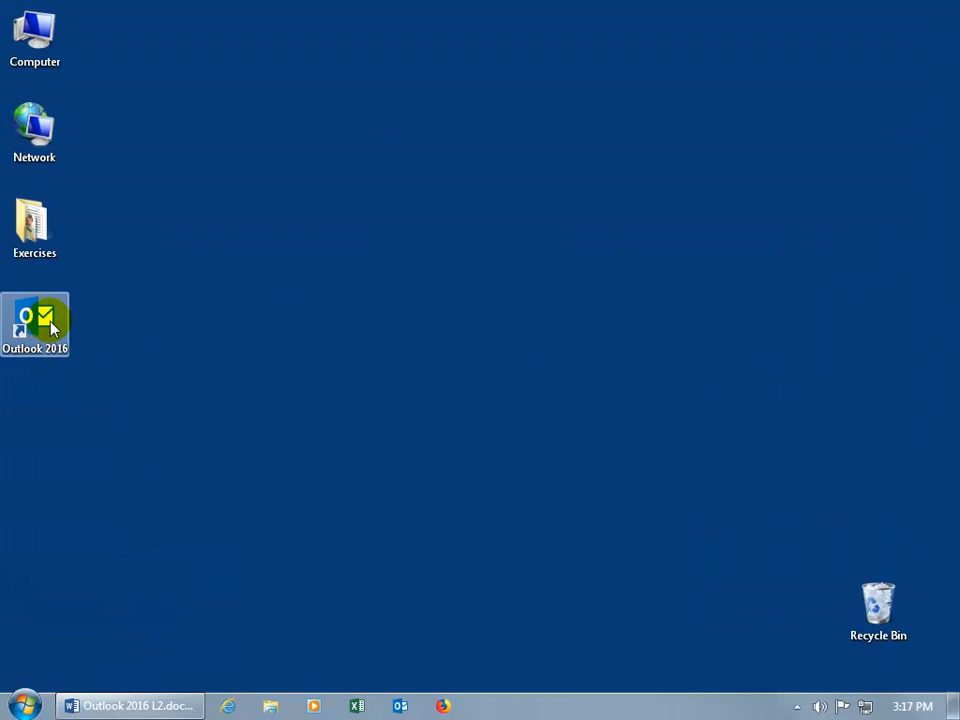 Computer
Network
Exercises
Outlook 2016
Recycle Bin
Outlook 2016 L2.doc...
3:17 PM